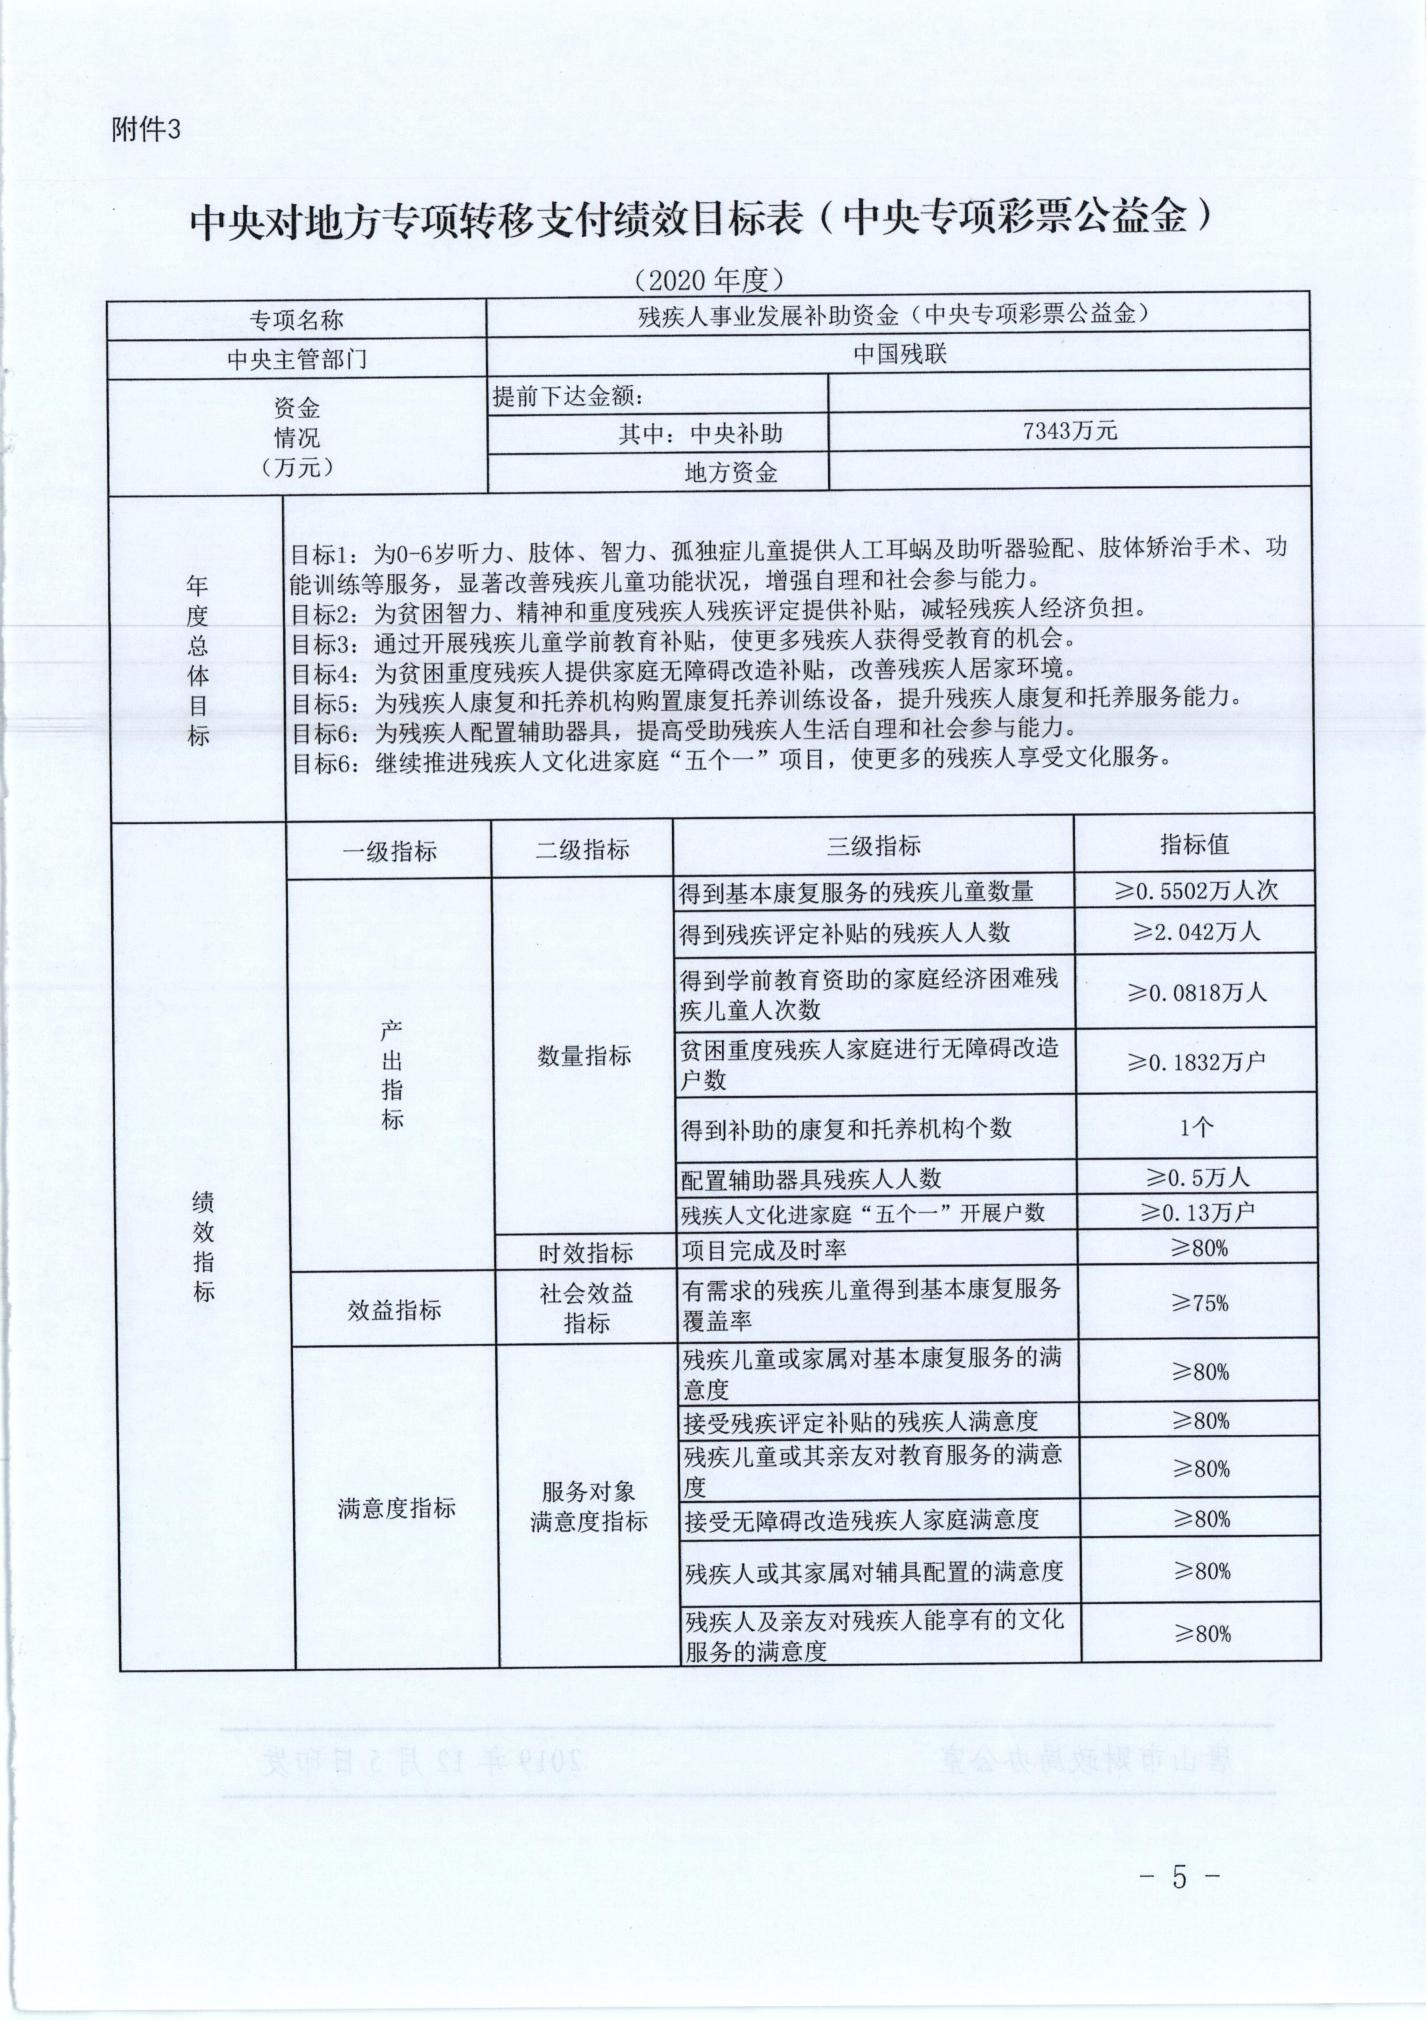 附件3
中央对地方专项转移支付绩效目标表（中央专项彩票公益金）
（2020 年度）
专项名称
残疾人事业发展补助资金（中央专项彩票公益金）
中央主管部门
中国残联
资金
情况
（万元）
提前下达金额：
其中：中央补助
7343万元
地方资金
年
度
总
体
目
标
目标1：为0-6岁听力、肢体、智力、孤独症儿童提供人工耳蜗及助听器验配、肢体矫治手术、功
能训练等服务，显著改善残疾儿童功能状况，增强自理和社会参与能力。
目标2：为贫困智力、精神和重度残疾人残疾评定提供补贴，减轻残疾人经济负担。
目标3：通过开展残疾儿童学前教育补贴，使更多残疾人获得受教育的机会。
目标4：为贫困重度残疾人提供家庭无障碍改造补贴，改善残疾人居家环境。
目标5：为残疾人康复和托养机构购置康复托养训练设备，提升残疾人康复和托养服务能力。
目标6：为残疾人配置辅助器具，提高受助残疾人生活自理和社会参与能力。
目标6：继续推进残疾人文化进家庭“五个一”项目，使更多的残疾人享受文化服务。
绩
效
指
标
一级指标
二级指标
三级指标
指标值
产
出
指
标
数量指标
得到基本康复服务的残疾儿童数量
≥0.5502万人次
得到残疾评定补贴的残疾人人数
≥2.042万人
得到学前教育资助的家庭经济困难残
疾儿童人次数
≥0.0818万人
贫困重度残疾人家庭进行无障碍改造
户数
≥0.1832万户
得到补助的康复和托养机构个数
1个
配置辅助器具残疾人人数
≥0.5万人
残疾人文化进家庭“五个一”开展户数
≥0.13万户
时效指标
项目完成及时率
≥80%
效益指标
社会效益
指标
有需求的残疾儿童得到基本康复服务
覆盖率
≥75%
满意度指标
服务对象
满意度指标
残疾儿童或家属对基本康复服务的满
意度
≥80%
接受残疾评定补贴的残疾人满意度
≥80%
残疾儿童或其亲友对教育服务的满意
度
≥80%
接受无障碍改造残疾人家庭满意度
≥80%
残疾人或其家属对辅具配置的满意度
≥80%
残疾人及亲友对残疾人能享有的文化
服务的满意度
≥80%
唐山市财政局办公室
2019 年 12 月 5 日印发
- 5 -